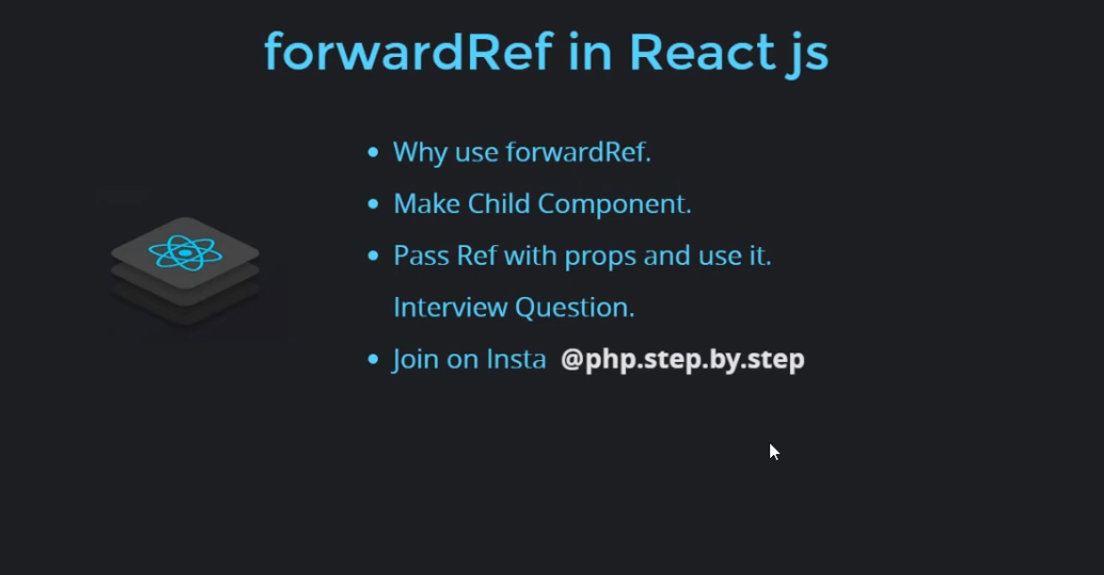 forwardRef in React js
• Why use forwardRef.
• Make Child Component.
• Pass Ref with props and use it.
Interview Question.
• Join on Insta @php.step.by.step